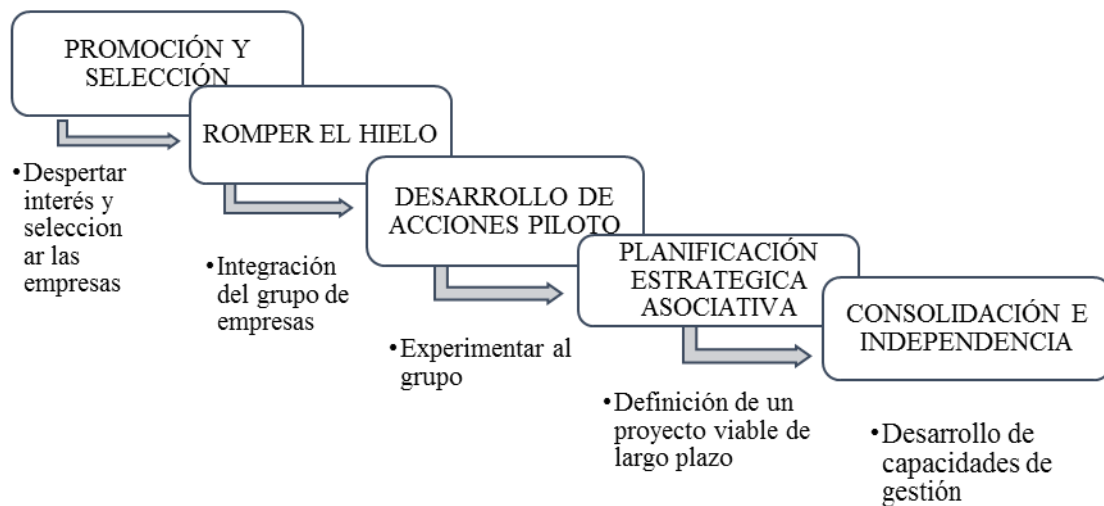 PROMOCIÓN Y
SELECCIÓN
•Despertar
interés y
seleccion
ar las
empresas
ROMPER EL HIELO
•Integración
del grupo de
empresas
DESARROLLO DE
ACCIONES PILOTO
•Experimentar al
grupo
PLANIFICACIÓN
ESTRATEGICA
ASOCIATIVA
•Definición de un
proyecto viable de
largo plazo
CONSOLIDACIÓN E
INDEPENDENCIA
•Desarrollo de
capacidades de
gestión